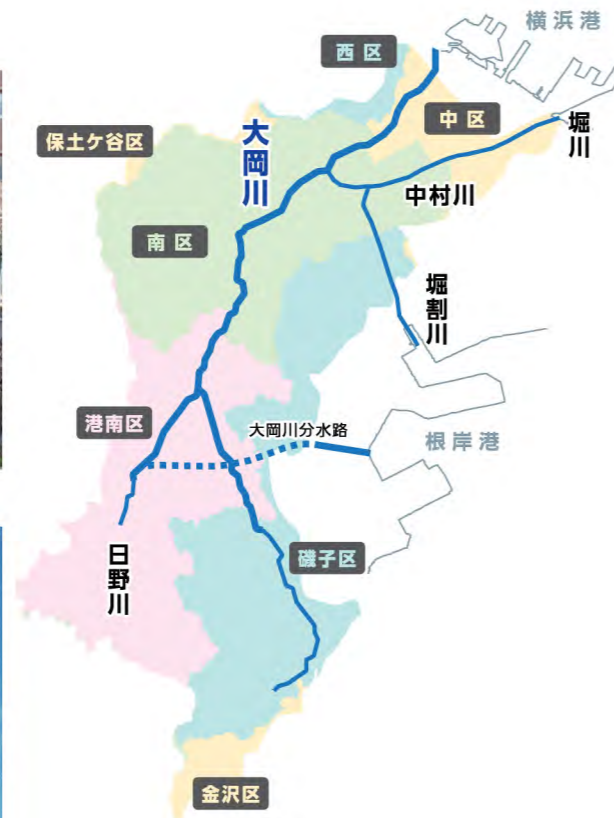 横浜港
西区
中区
堀川
保土ケ谷区
大岡川
中村川
南区
堀割川
港南区
大岡川分水路
根岸港
日野川
磯子区
金沢区